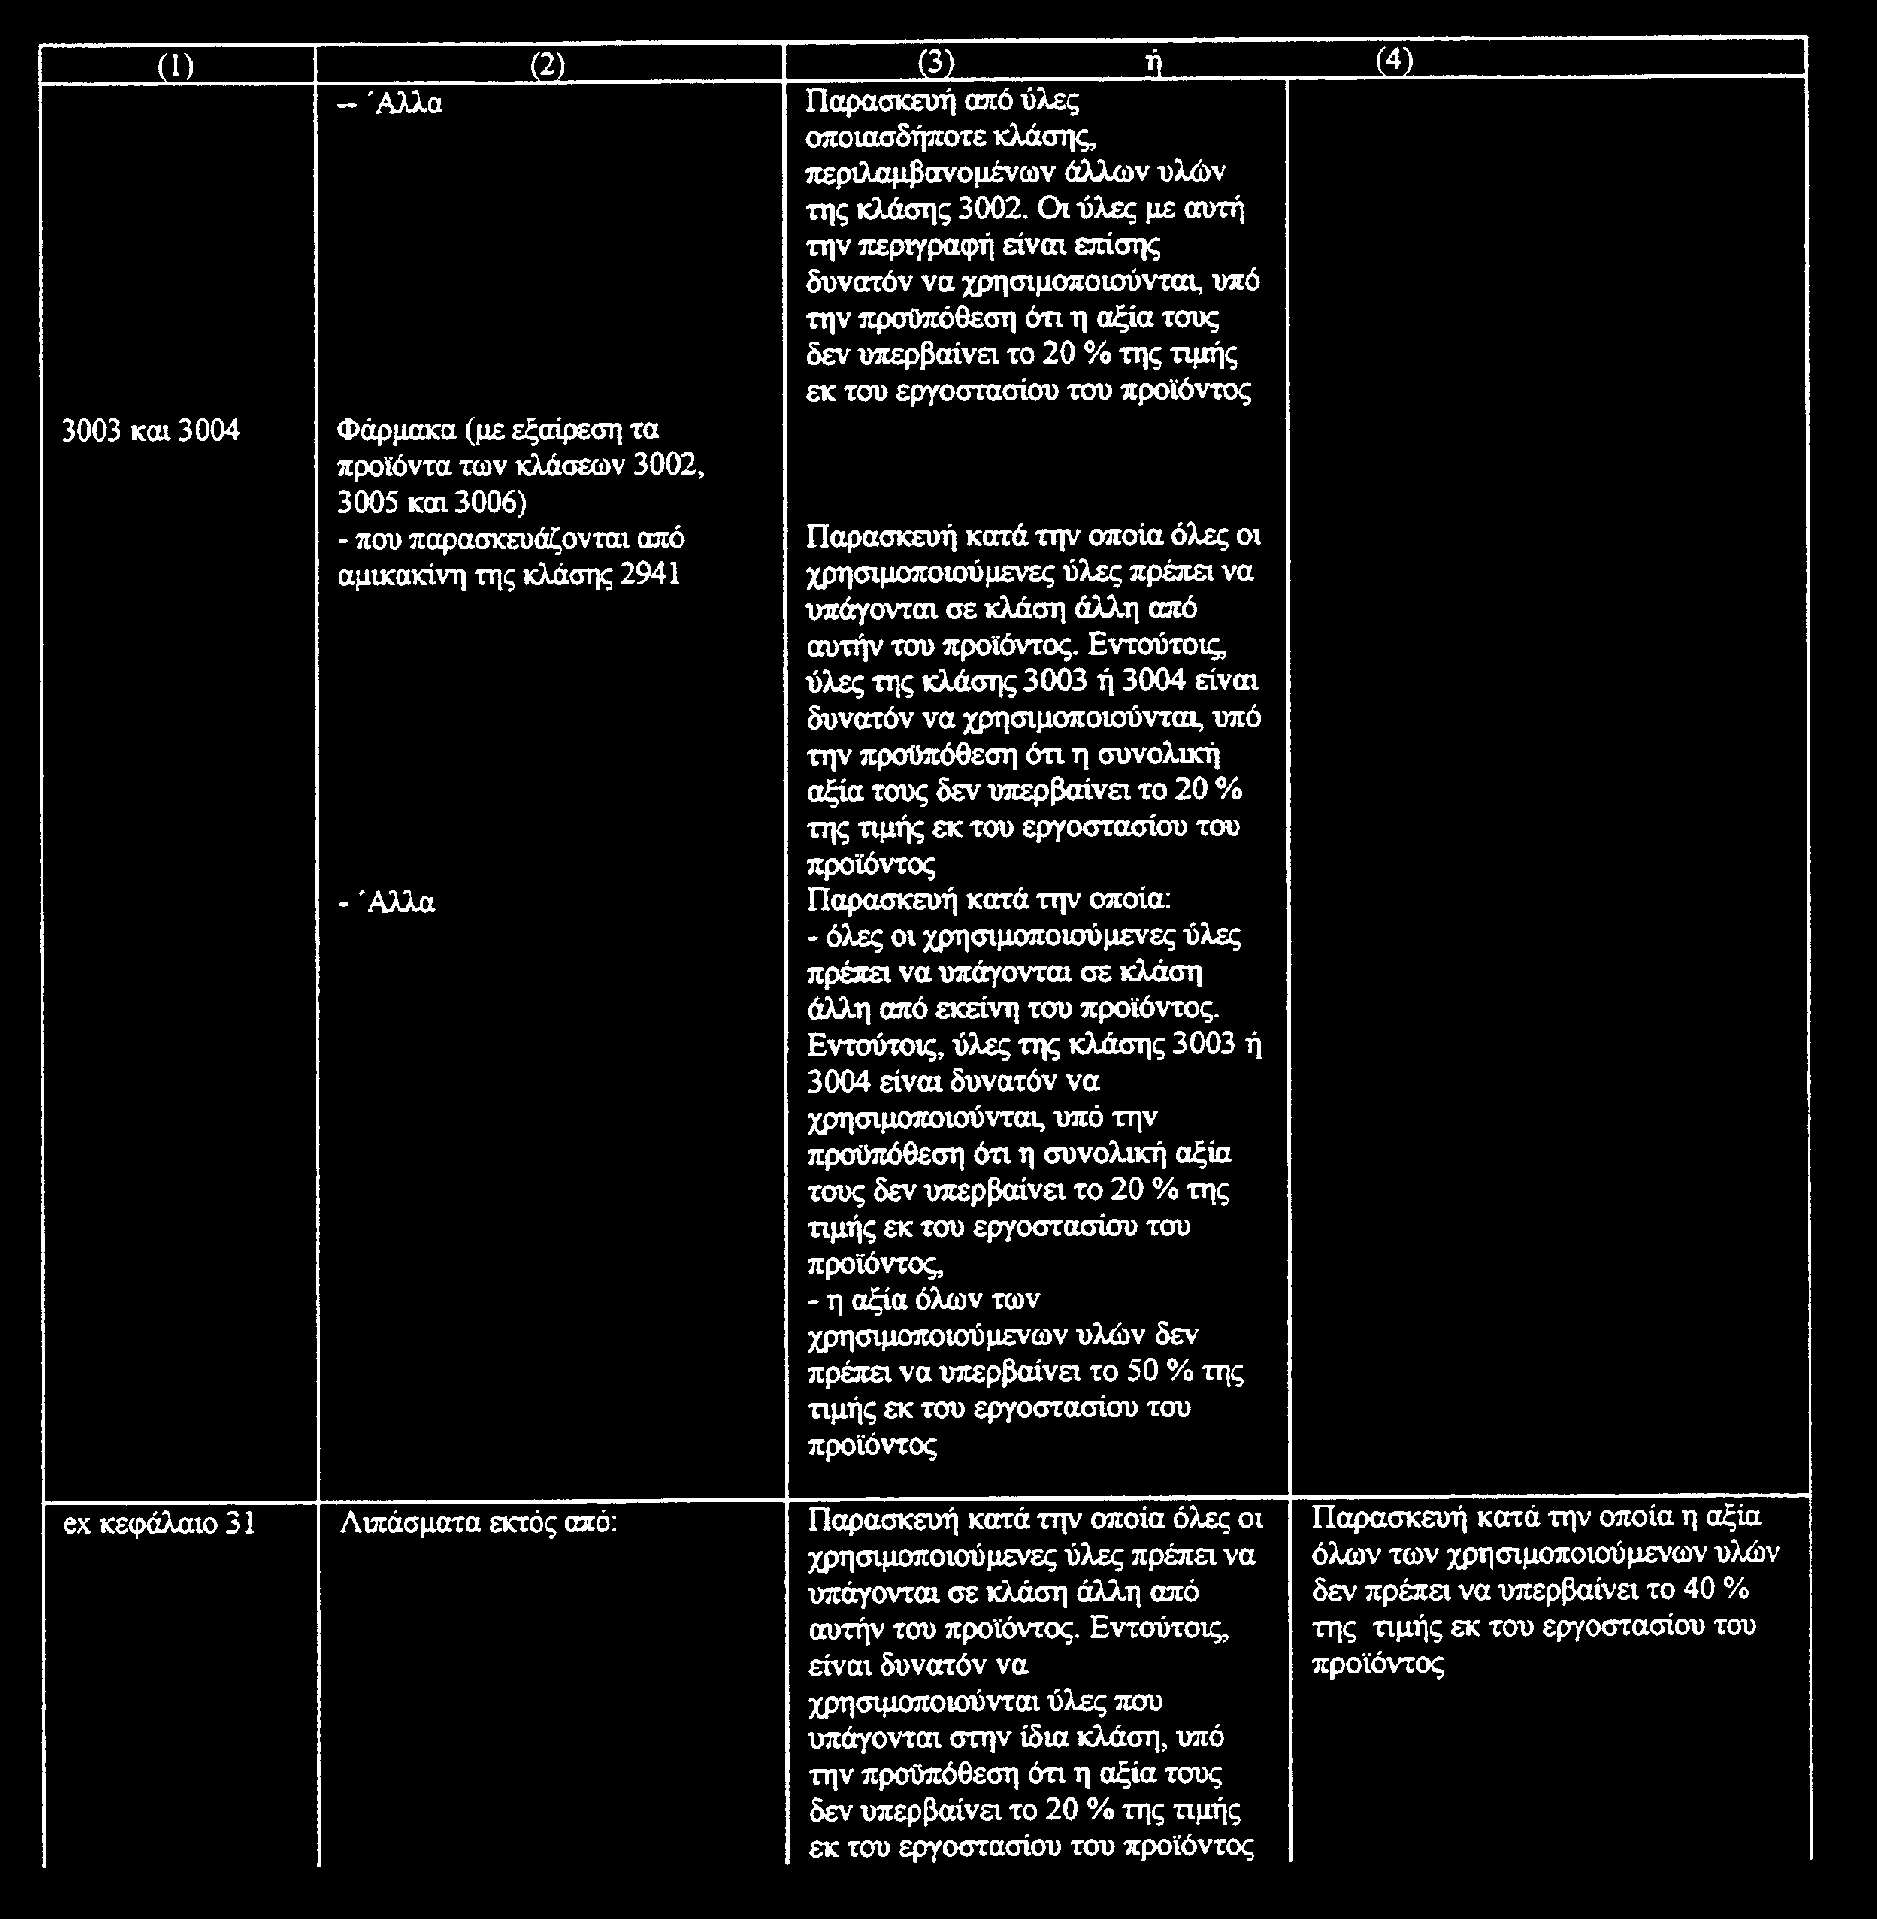 (1) (2) (3) ή (4)
– Άλλα
Παρασκευή από ύλες
οποιασδήποτε κλάσης,
περιλαμβανομένων άλλων υλών
της κλάσης 3002. Οι ύλες με αυτή
την περιγραφή είναι επίσης
δυνατόν να χρησιμοποιούνται, υπό
την προϋπόθεση ότι η αξία τους
δεν υπερβαίνει το 20 % της τιμής
εκ του εργοστασίου του προϊόντος
3003 και 3004
Φάρμακα (με εξαίρεση τα
προϊόντα των κλάσεων 3002,
3005 και 3006)
- που παρασκευάζονται από
αμικακίνη της κλάσης 2941
Παρασκευή κατά την οποία όλες οι
χρησιμοποιούμενες ύλες πρέπει να
υπάγονται σε κλάση άλλη από
αυτήν του προϊόντος. Εντούτοις,
ύλες της κλάσης 3003 ή 3004 είναι
δυνατόν να χρησιμοποιούνται, υπό
την προϋπόθεση ότι η συνολική
αξία τους δεν υπερβαίνει το 20 %
της τιμής εκ του εργοστασίου του
προϊόντος
- Άλλα
Παρασκευή κατά την οποία:
- όλες οι χρησιμοποιούμενες ύλες
πρέπει να υπάγονται σε κλάση
άλλη από εκείνη του προϊόντος.
Εντούτοις, ύλες της κλάσης 3003 ή
3004 είναι δυνατόν να
χρησιμοποιούνται, υπό την
προϋπόθεση ότι η συνολική αξία
τους δεν υπερβαίνει το 20 % της
τιμής εκ του εργοστασίου του
προϊόντος,
- η αξία όλων των
χρησιμοποιούμενων υλών δεν
πρέπει να υπερβαίνει το 50 % της
τιμής εκ του εργοστασίου του
προϊόντος
ex κεφάλαιο 31
Λιπάσματα εκτός από:
Παρασκευή κατά την οποία όλες οι
χρησιμοποιούμενες ύλες πρέπει να
υπάγονται σε κλάση άλλη από
αυτήν του προϊόντος. Εντούτοις,
είναι δυνατόν να
χρησιμοποιούνται ύλες που
υπάγονται στην ίδια κλάση, υπό
την προϋπόθεση ότι η αξία τους
δεν υπερβαίνει το 20 % της τιμής
εκ του εργοστασίου του προϊόντος
Παρασκευή κατά την οποία η αξία
όλων των χρησιμοποιούμενων υλών
δεν πρέπει να υπερβαίνει το 40 %
της τιμής εκ του εργοστασίου του
προϊόντος